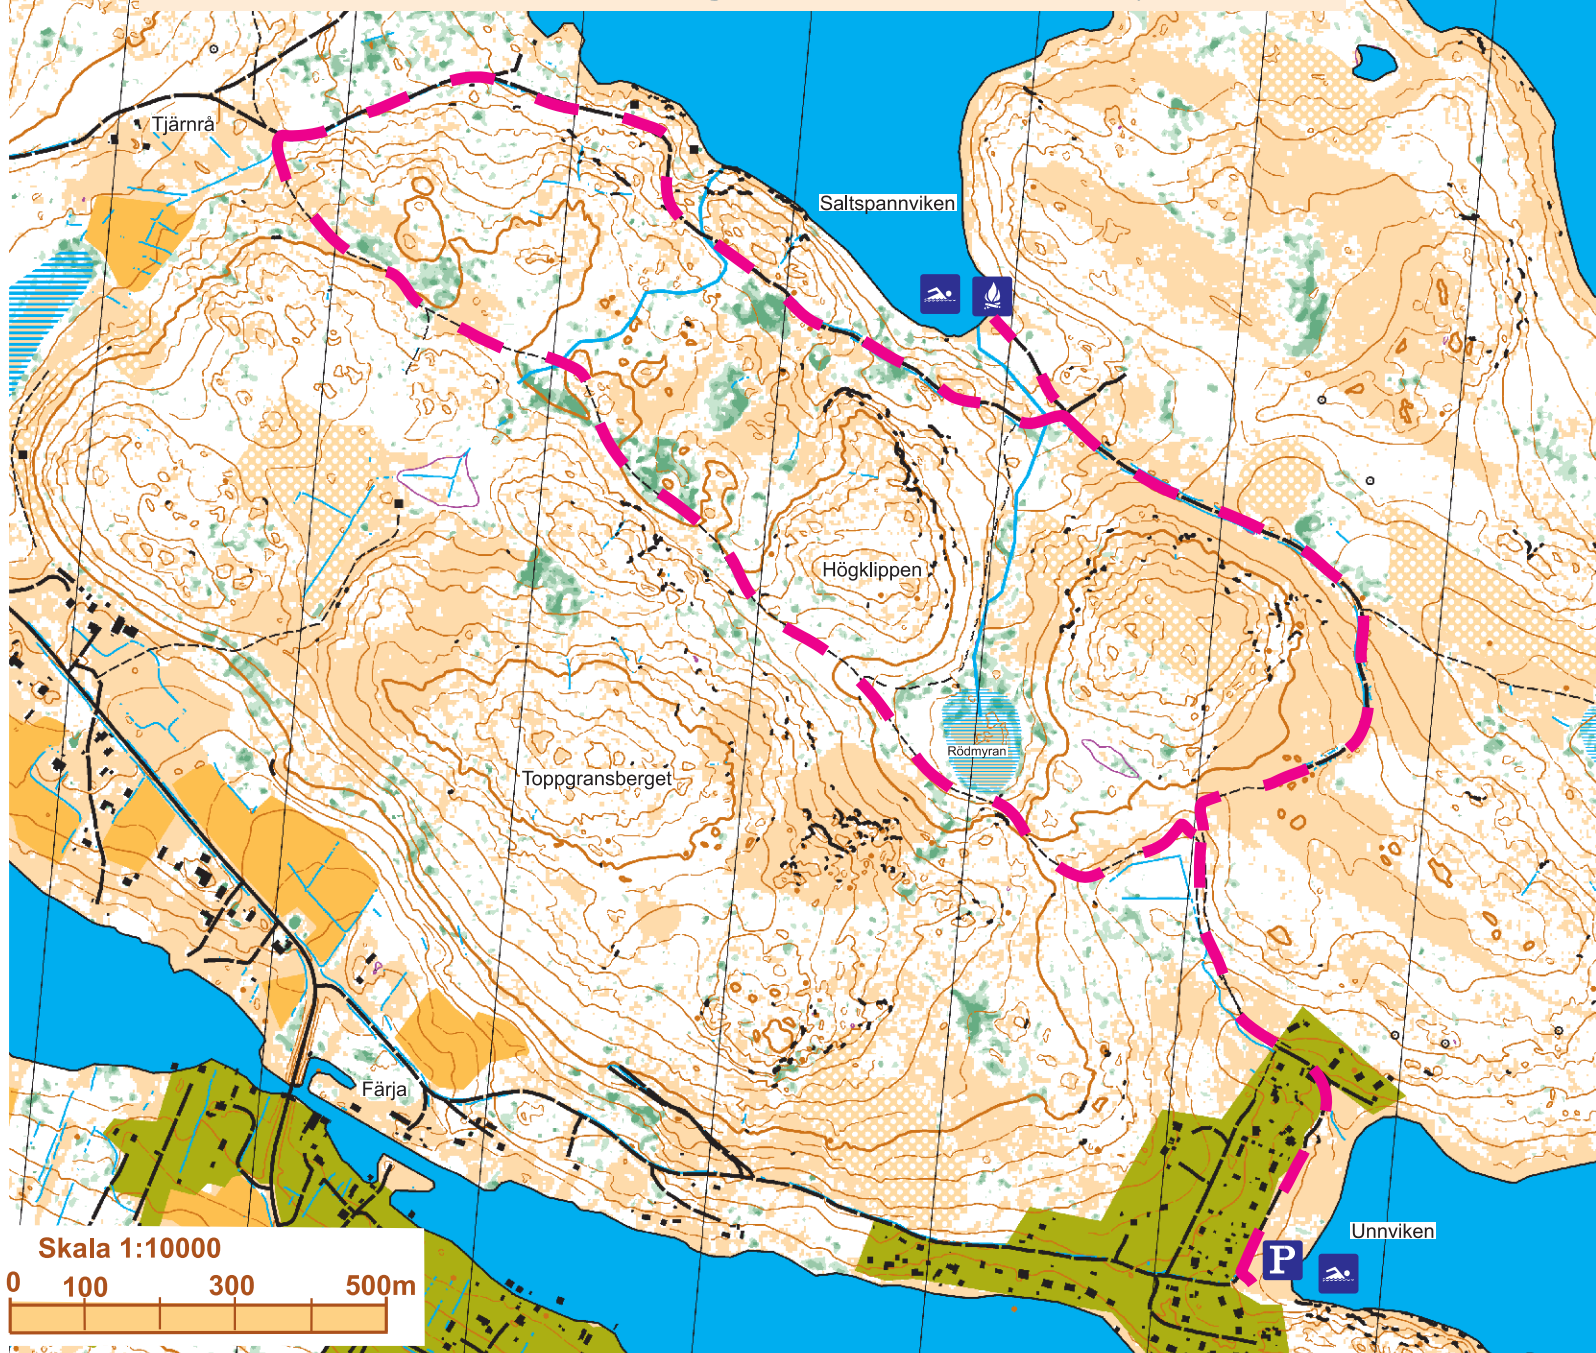 Tjärnrå
Saltspannviken
Högklippen
Rödmyran
Toppgransberget
Färja
Unnviken
P
Skala 1:10000
0 100 300 500m